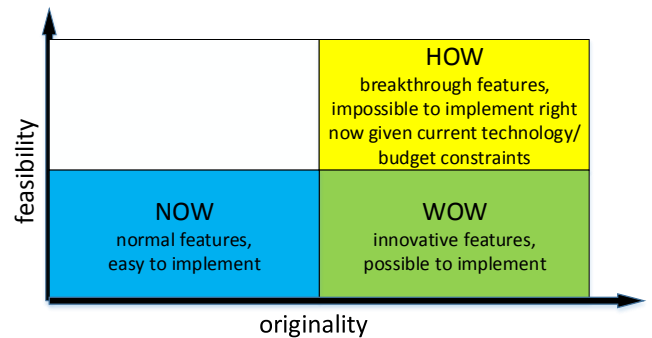 HOW
breakthrough features,
impossible to implement right
now given current technology/
budget constraints
feasibility
NOW
normal features,
easy to implement
WOW
innovative features,
possible to implement
originality